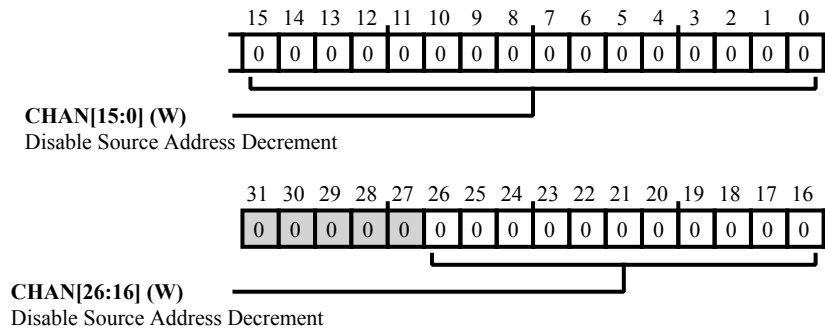 15 14 13 12 11 10 9 8 7 6 5 4 3 2 1 0
0 0 0 0 0 0 0 0 0 0 0 0 0 0 0 0
CHAN[15:0] (W)
Disable Source Address Decrement
31 30 29 28 27 26 25 24 23 22 21 20 19 18 17 16
0 0 0 0 0 0 0 0 0 0 0 0 0 0 0 0
CHAN[26:16] (W)
Disable Source Address Decrement